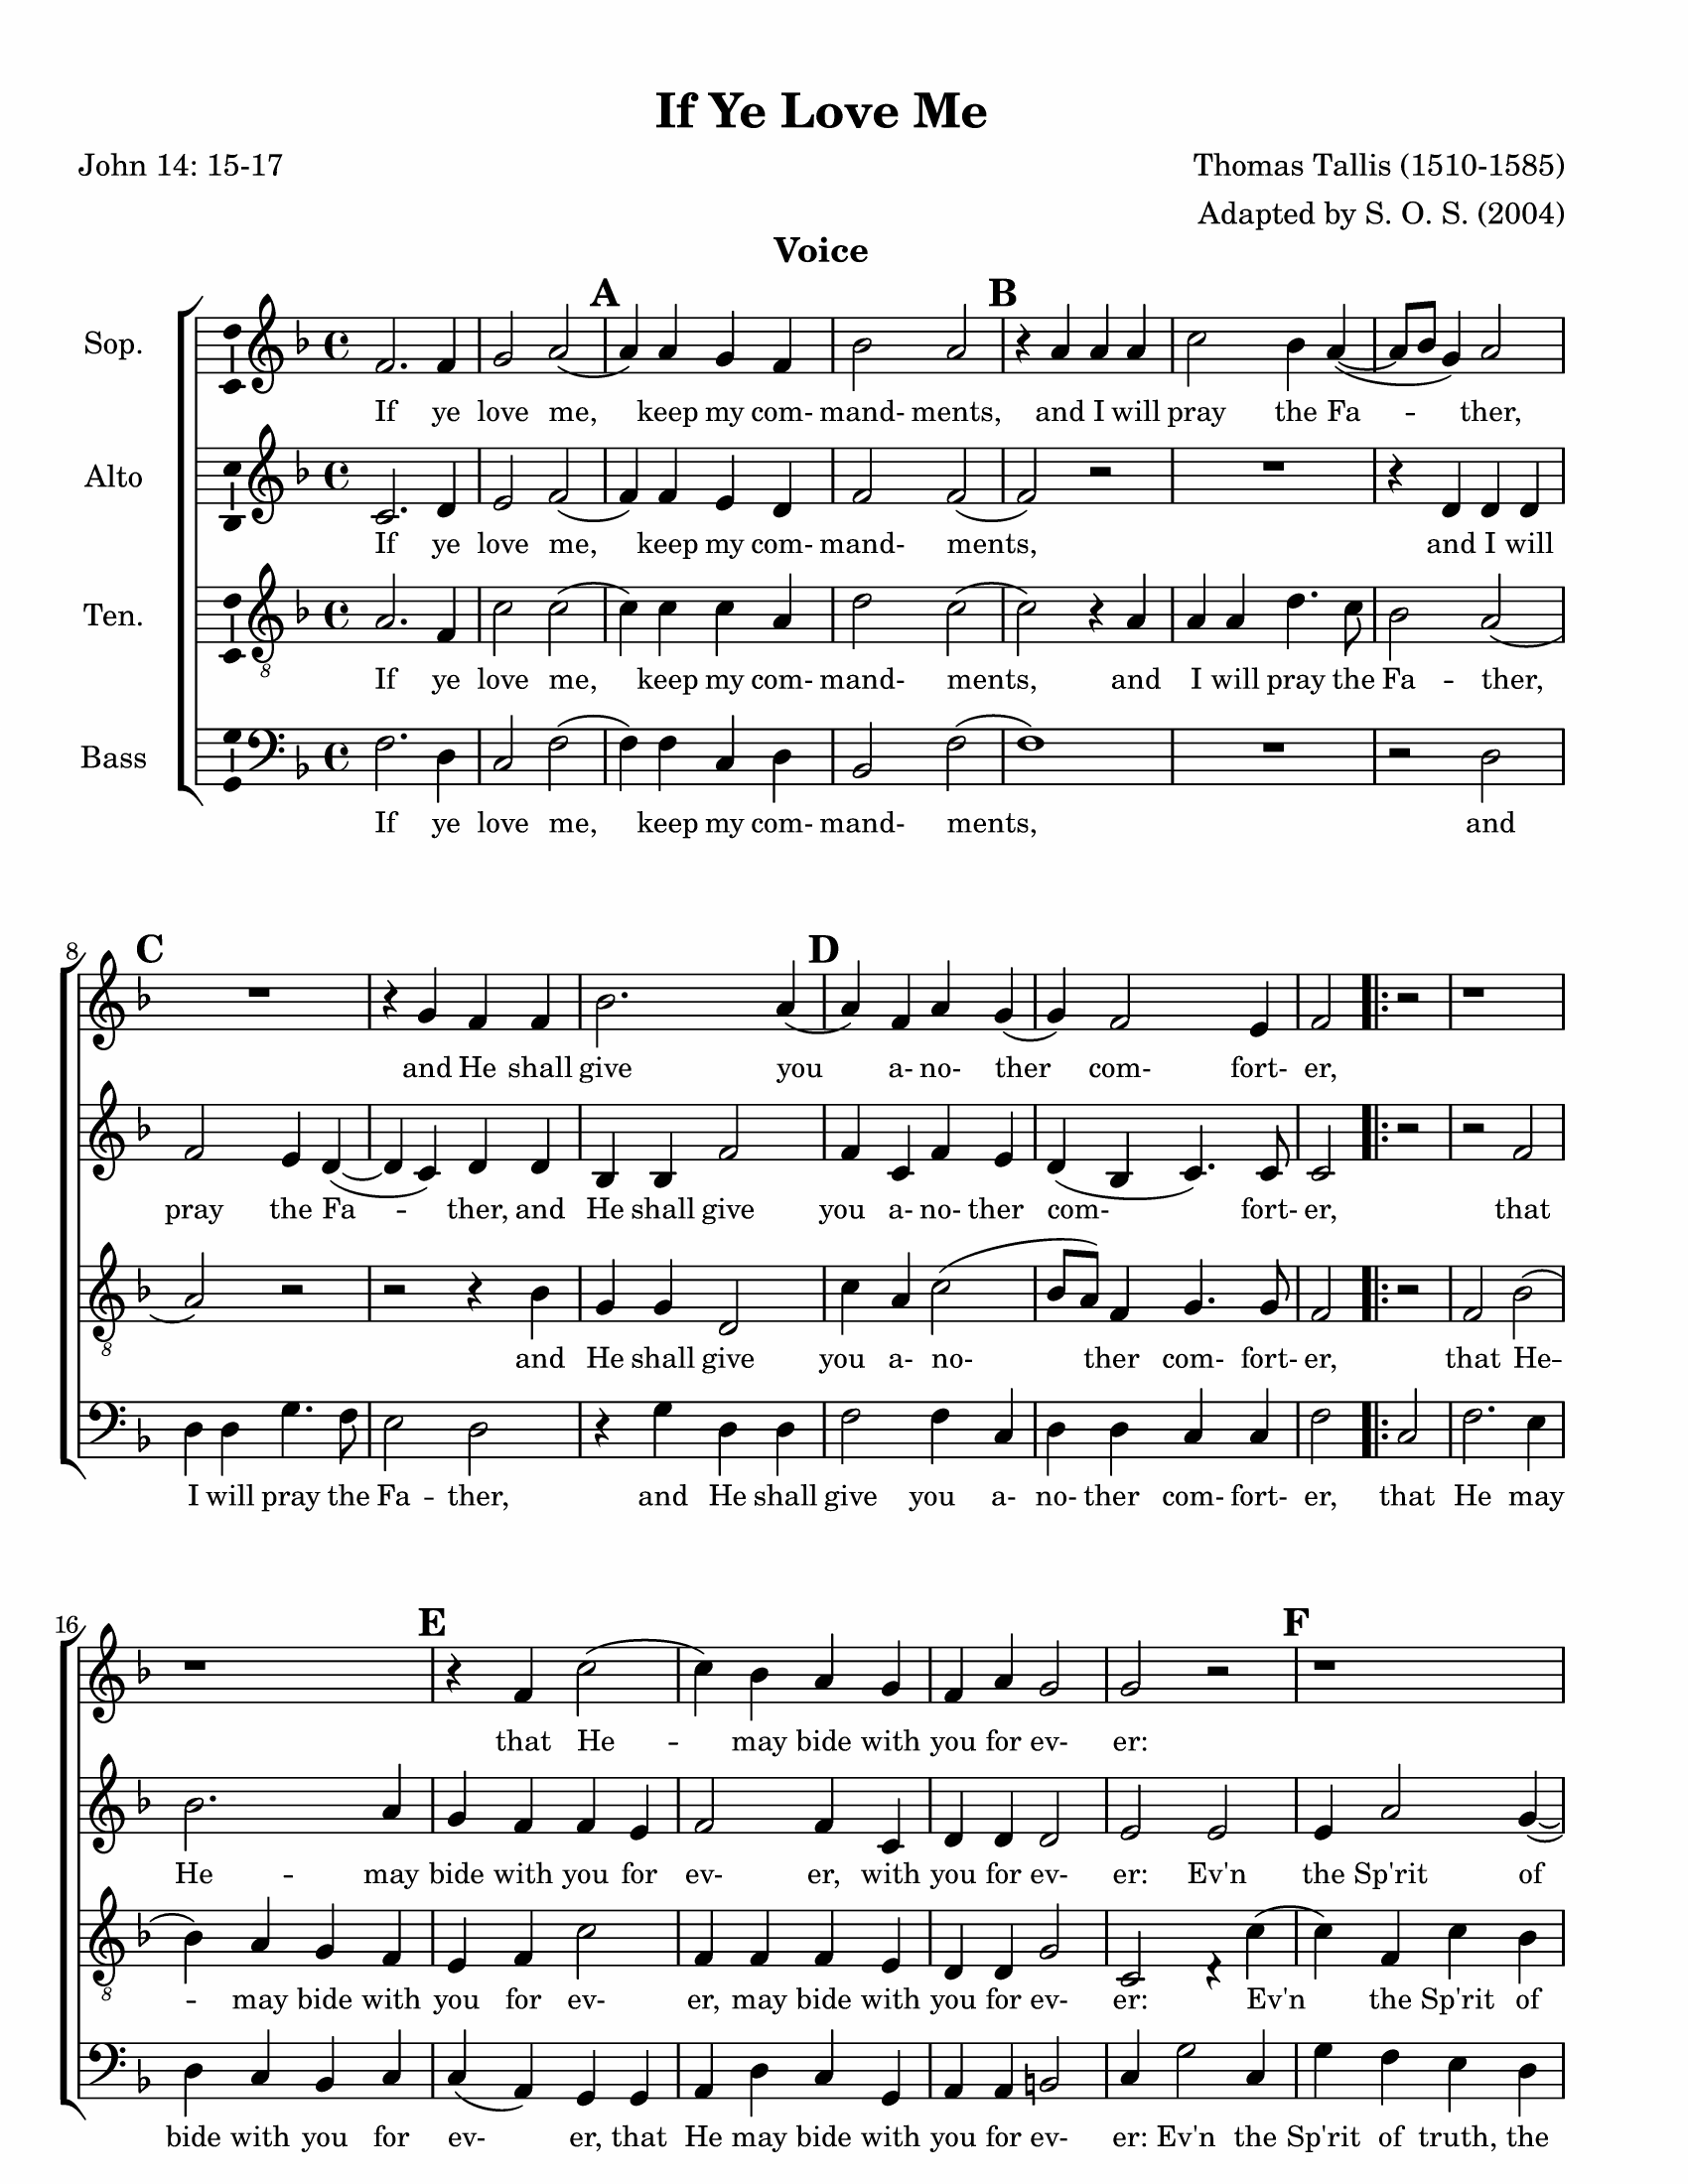 If Ye Love Me
John 14: 15-17
Thomas Tallis (1510-1585)
Adapted by S. O. S. (2004)
Voice
A B
Sop.
If ye love me, keep my com- mand- ments, and I will pray the Fa - ther,
Alto
If ye love me, keep my com- mand- ments, and I will
Ten.
8
If ye love me, keep my com- mand- ments, and I will pray the Fa - ther,
Bass
If ye love me, keep my com- mand- ments, and
8 C D
and He shall give you a- no- ther com- fort- er,
pray the Fa - ther, and He shall give you a- no- ther com- fort- er, that
8
and He shall give you a- no- ther com- fort- er, that He -
I will pray the Fa - ther, and He shall give you a- no- ther com- fort- er, that He may
16 E F
that He - may bide with you for ev- er:
He - may bide with you for ev- er, with you for ev- er: Ev'n the Sp'rit of
8
- may bide with you for ev- er, may bide with you for ev- er: Ev'n the Sp'rit of
bide with you for ev- er, that He may bide with you for ev- er: Ev'n the Sp'rit of truth, the